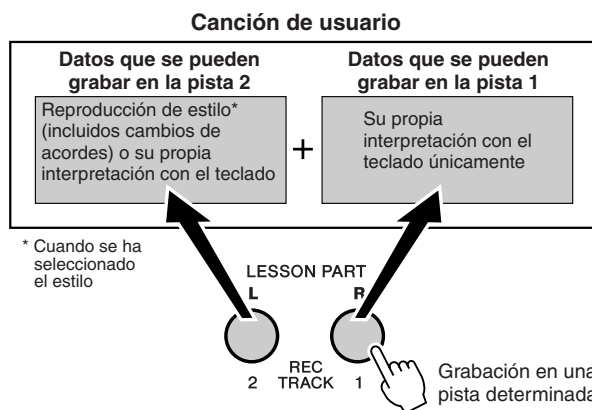 Canción de usuario
Datos que se pueden
grabar en la pista 2
Reproducción de estilo*
(incluidos cambios de
acordes) o su propia
interpretación con el teclado
+
Datos que se pueden
grabar en la pista 1
Su propia
interpretación con el
teclado únicamente
* Cuando se ha
seleccionado
el estilo
LESSON PART
L R
REC
2 TRACK 1
Grabación en una
pista determinada